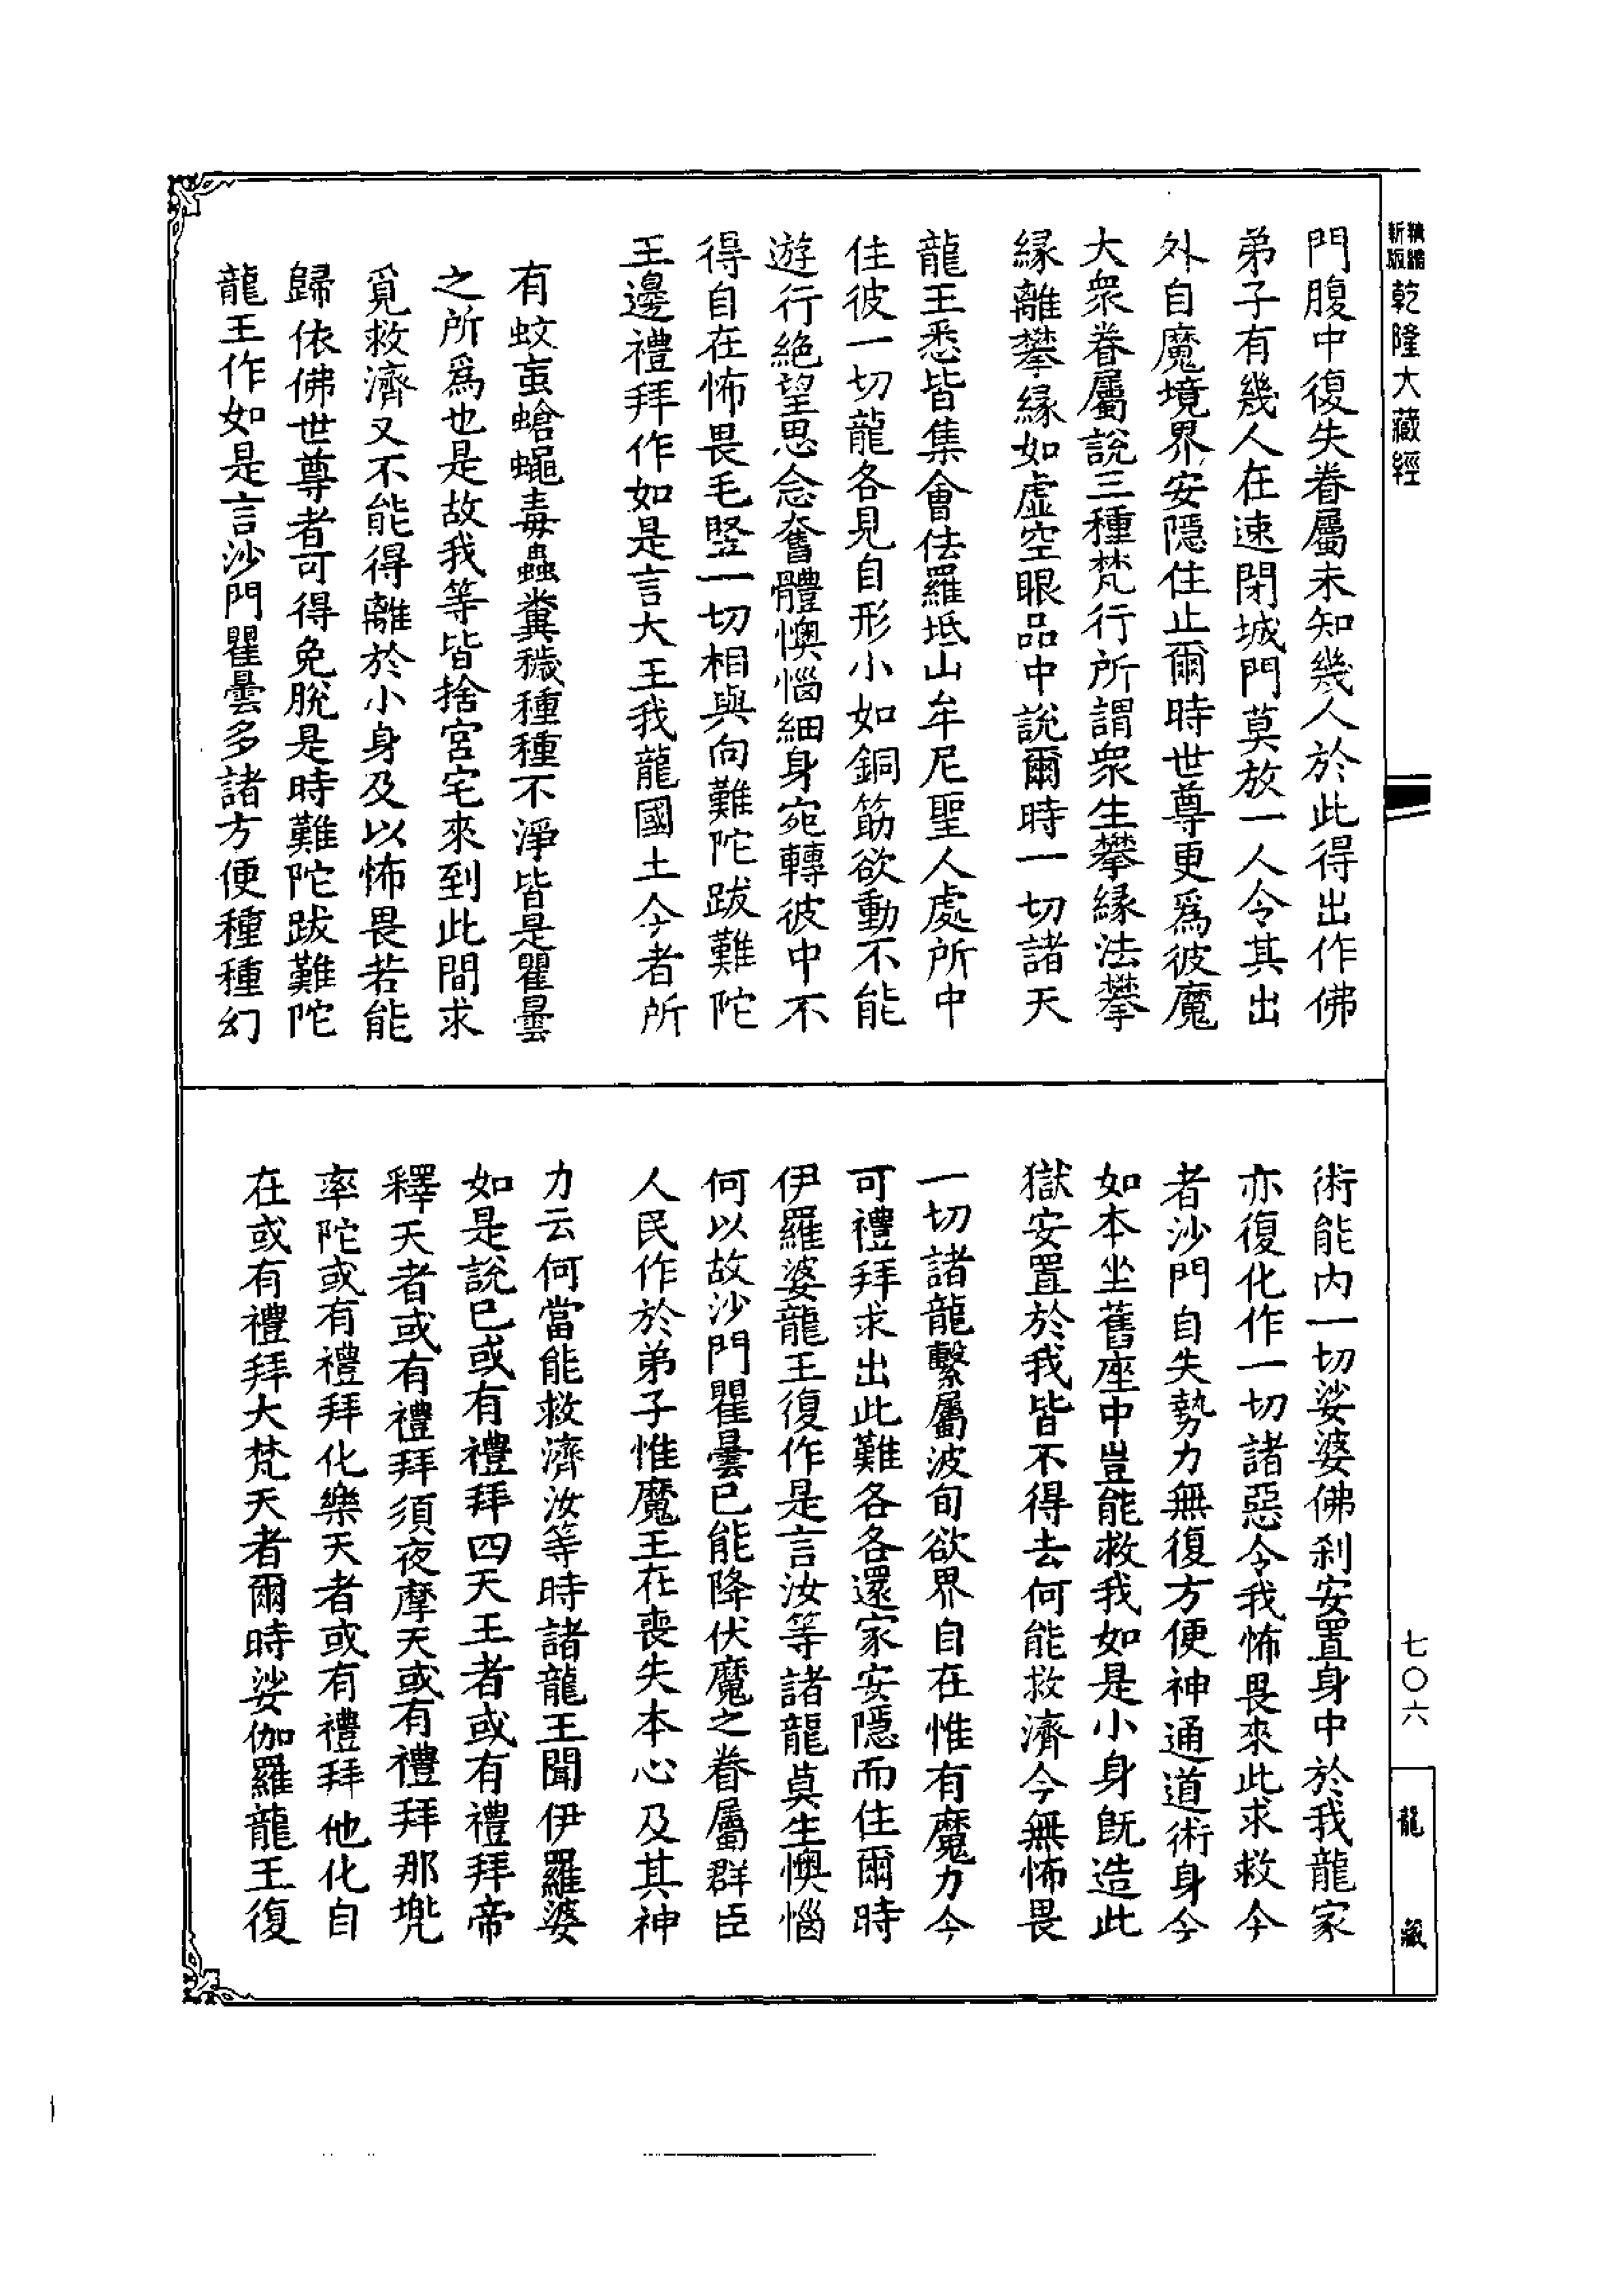 新版精縮
乾隆大藏經
七〇六
龍藏
門腹中復失眷屬未知幾人於此得出作佛
弟子有幾人在速閉城門莫放一人令其出
外自魔境界安隱住止爾時世尊更爲彼魔
大眾眷屬說三種梵行所謂眾生攀緣法攀
緣離攀緣如虛空眼品中說爾時一切諸天
龍王悉皆集會佉羅坻山牟尼聖人處所中
住彼一切龍各見自形小如銅筋欲動不能
遊行絕望思念奮體懊惱細身宛轉彼中不
得自在怖畏毛竪一切相與向難陀跋難陀
王邊禮拜作如是言大王我龍國土今者所
有蚊䖟蝇毒蟲糞穢種種不淨皆是瞿曇
之所爲也是故我等皆捨宮宅來到此間求
覓救濟又不能得離於小身及以怖畏若能
歸依佛世尊者可得免脫是時難陀跋難陀
龍王作如是言沙門瞿曇多諸方便種種幻
術能內一切娑婆佛刹安置身中於我龍家
亦復化作一切諸惡令我怖畏來此求救今
者沙門自失勢力無復方便神通道術身今
如本坐舊座中豈能救我如是小身既造此
獄安置於我皆不得去何能救濟今無怖畏
一切諸龍繫屬波旬欲界自在惟有魔力今
可禮拜求出此難各各還家安隱而住爾時
伊羅婆龍王復作是言汝等諸龍莫生懊惱
何以故沙門瞿曇已能降伏魔之眷屬群臣
人民作於弟子惟魔王在喪失本心及其神
力云何當能救濟汝等時諸龍王聞伊羅婆
如是說已或有禮拜四天王者或有禮拜帝
釋天者或有禮拜須夜摩天或有禮拜那兠
率陀或有禮拜化樂天者或有禮拜他化自
在或有禮拜大梵天者爾時娑伽羅龍王復